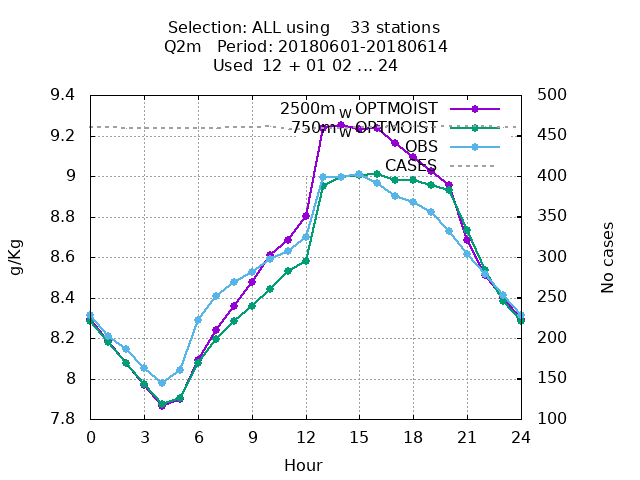 Selection: ALL using 33 stations
Q2m Period: 20180601-20180614
Used 12 + 01 02 ... 24
9.4
9.2
9
8.8
8.6
8.4
8.2
8
7.8
g/Kg
500
450
400
350
300
250
200
150
100
No cases
2500m W OPTMOIST
750m W OPTMOIST
OBS
CASES
0 3 6 9 12 15 18 21 24
Hour